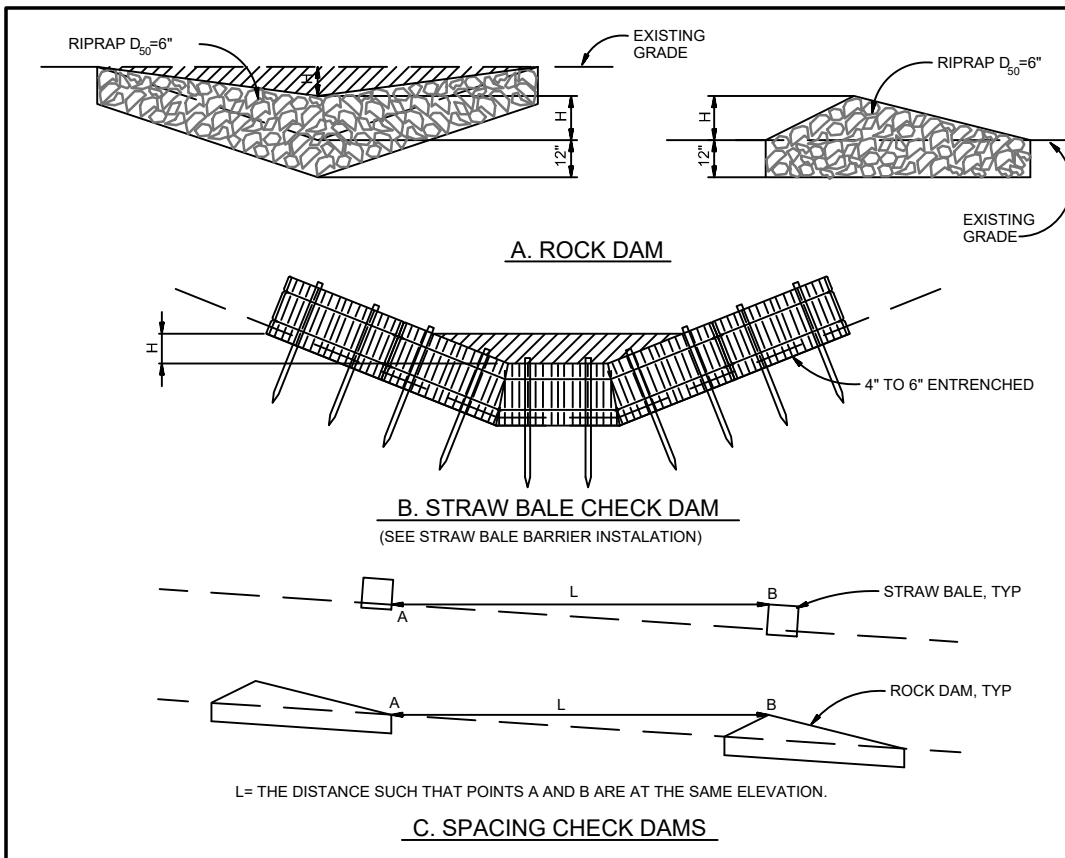 RIPRAP D50=6"
EXISTING
GRADE
H
H
12"
RIPRAP D50=6"
H
12"
EXISTING
GRADE
A. ROCK DAM
H
4" TO 6" ENTRENCHED
B. STRAW BALE CHECK DAM
(SEE STRAW BALE BARRIER INSTALATION)
A
L
B
STRAW BALE, TYP
A
L
B
ROCK DAM, TYP
L= THE DISTANCE SUCH THAT POINTS A AND B ARE AT THE SAME ELEVATION.
C. SPACING CHECK DAMS